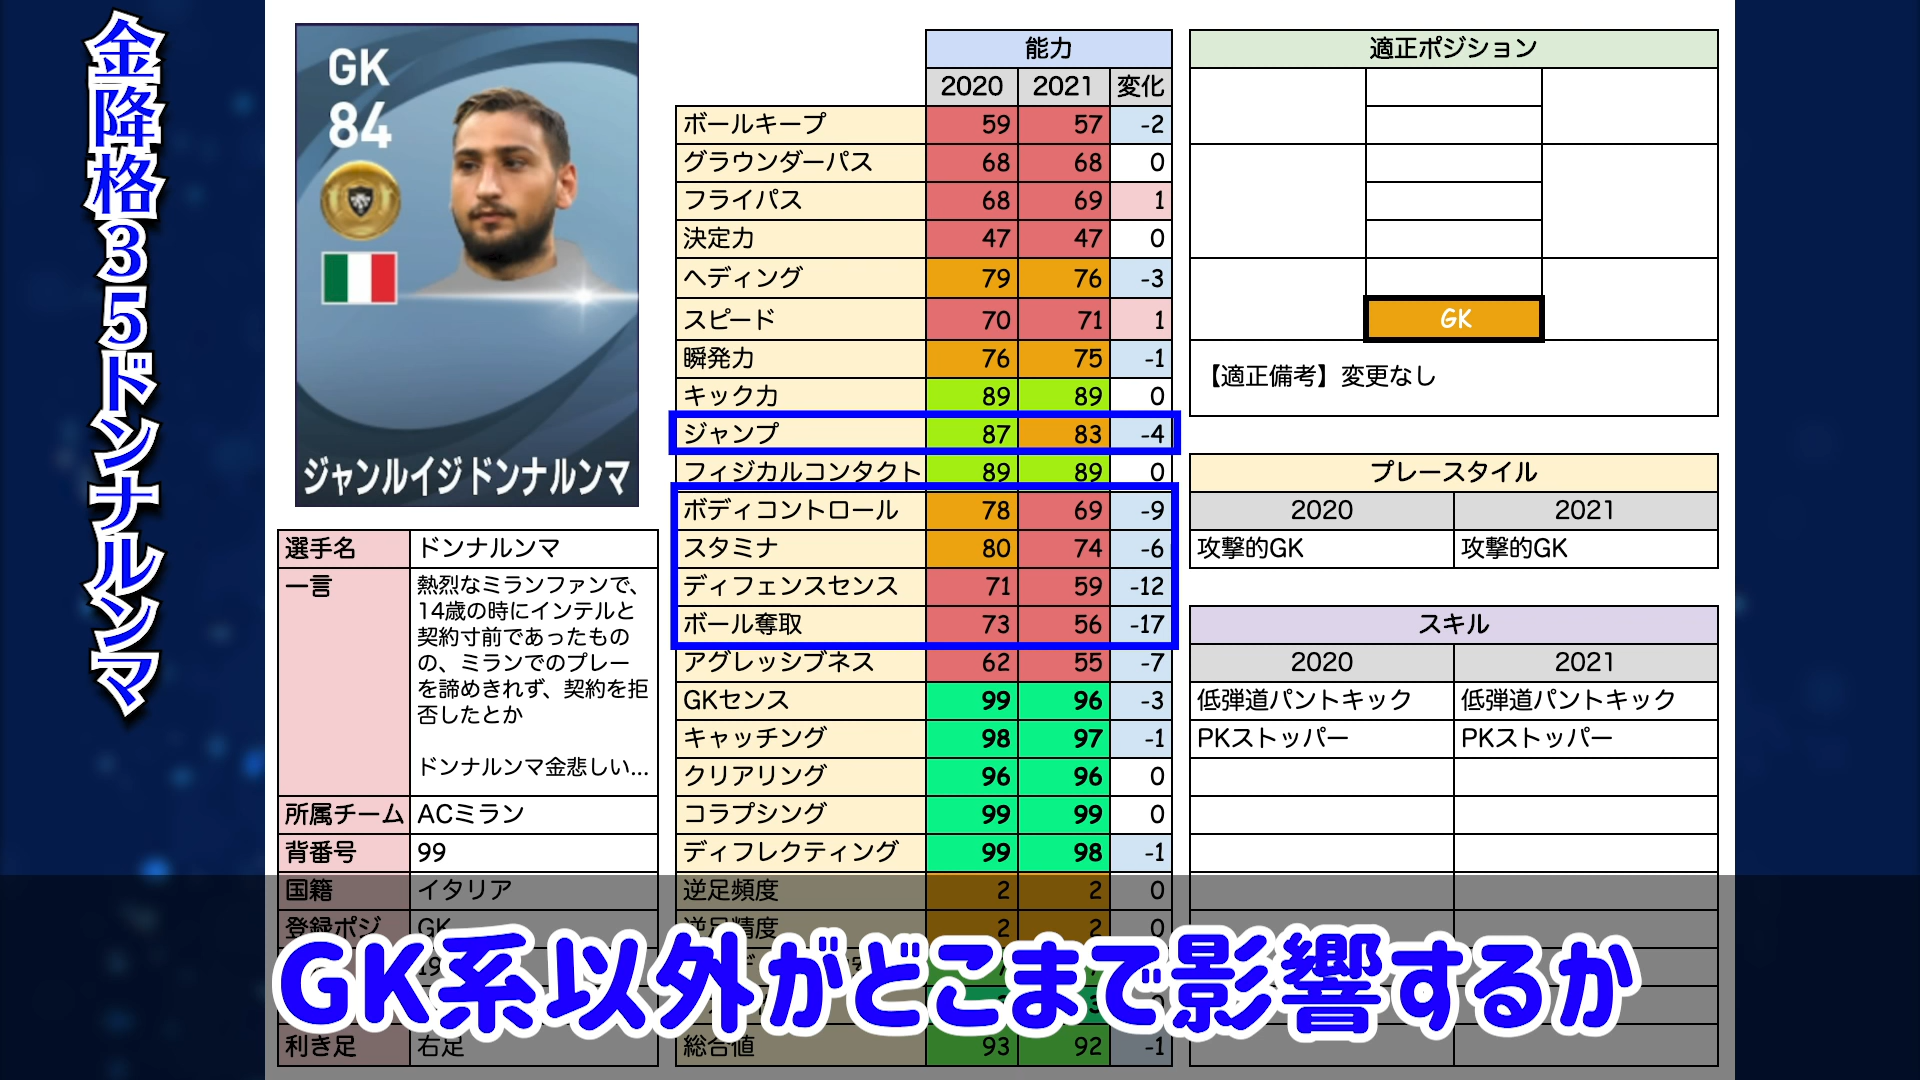 金降格35ドンナルンマ
GK
84
ジャンルイジドンナルンマ
選手名 ドンナルンマ
一言 熱烈なミランファンで、
14歳の時にインテルと
契約寸前であったもの
の、ミランでのプレー
を諦めきれず、契約を拒
否したとか
ドンナルンマ金悲しい...
所属チーム ACミラン
背番号 99
国籍 イタリア
登録ポジ GK
利き足 右足
能力
2020 2021 変化
ボールキープ 59 57 -2
グラウンダーパス 68 68 0
フライパス 68 69 1
決定力 47 47 0
ヘディング 79 76 -3
スピード 70 71 1
瞬発力 76 75 -1
キック力 89 89 0
ジャンプ 87 83 -4
フィジカルコンタクト 89 89 0
ボディコントロール 78 69 -9
スタミナ 80 74 -6
ディフェンスセンス 71 59 -12
ボール奪取 73 56 -17
アグレッシブネス 62 55 -7
GKセンス 99 96 -3
キャッチング 98 97 -1
クリアリング 96 96 0
コラプシング 99 99 0
ディフレクティング 99 98 -1
逆足頻度 2 2 0
逆足精度 2 2 0
総合値 93 92 -1
適正ポジション
GK
【適正備考】変更なし
プレースタイル
2020 2021
攻撃的GK 攻撃的GK
スキル
2020 2021
低弾道パントキック 低弾道パントキック
PKストッパー PKストッパー
GK系以外がどこまで影響するか